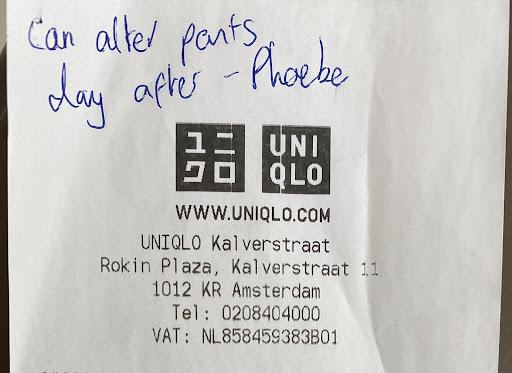 Can alter pants
day after - Phoebe
ユニ UNI
クロ QLO
WWW.UNIQLO.COM
UNIQLO Kalverstraat
Rokin Plaza, Kalverstraat 11
1012 KR Amsterdam
Tel: 0208404000
VAT: NL858459383B01